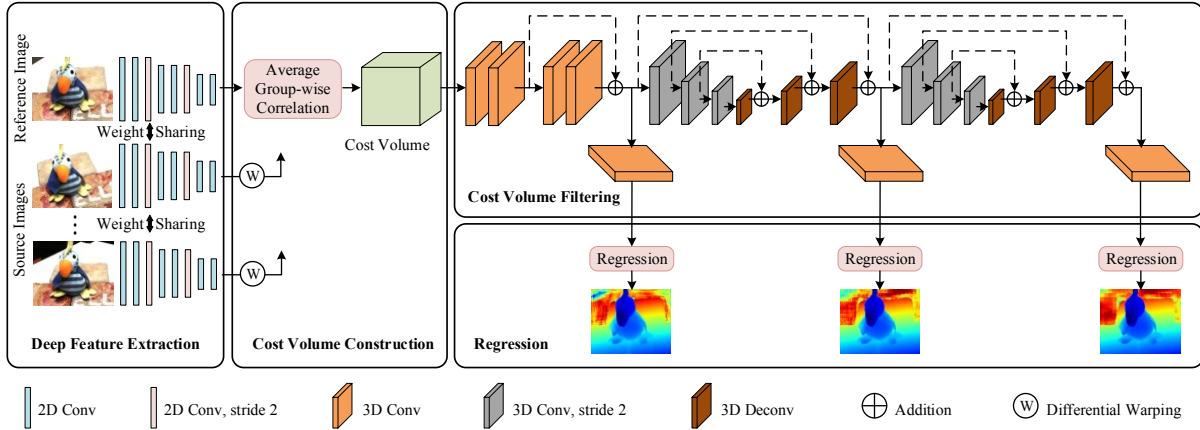 Reference Image
Source Images
Weight Sharing
Weight Sharing
Deep Feature Extraction
Average
Group-wise
Correlation
Cost Volume
W
W
Cost Volume Construction
Cost Volume Filtering
Regression
Regression
Regression
Regression
2D Conv
2D Conv, stride 2
3D Conv
3D Conv, stride 2
3D Deconv
Addition
W
Differential Warping